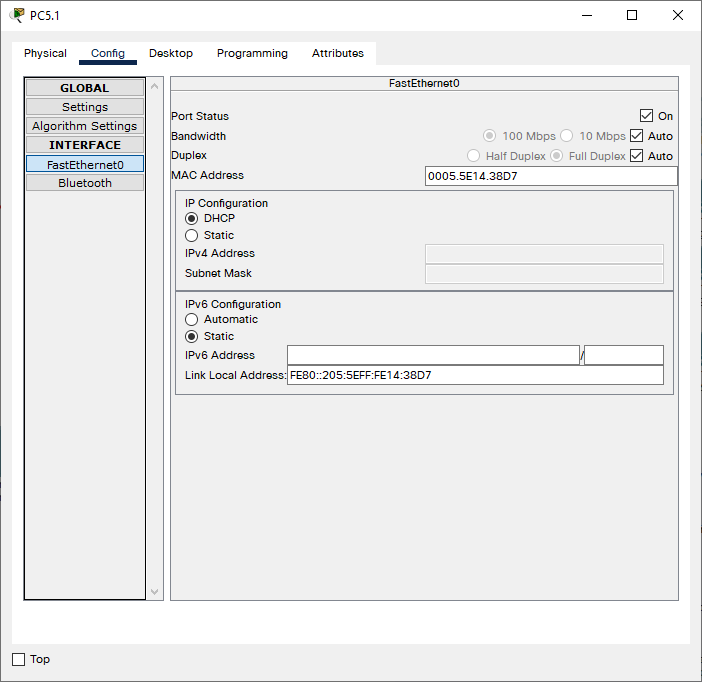 PC5.1
Physical Config Desktop Programming Attributes
GLOBAL
Settings
Algorithm Settings
INTERFACE
FastEthernet0
Bluetooth
FastEthernet0
Port Status On
Bandwidth 100 Mbps 10 Mbps Auto
Duplex Half Duplex Full Duplex Auto
MAC Address 0005.5E14.38D7
IP Configuration
DHCP
Static
IPv4 Address
Subnet Mask
IPv6 Configuration
Automatic
Static
IPv6 Address /
Link Local Address: FE80::205:5EFF:FE14:38D7
Top